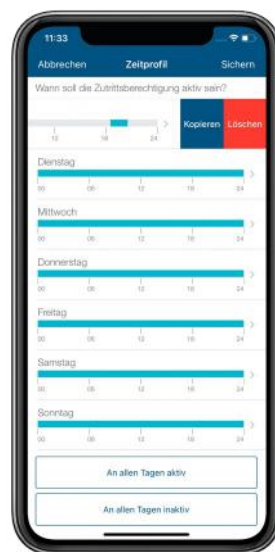 11:33
Abbrechen Zeitprofil Sichern
Wann soll die Zutrittsberechtigung aktiv sein?
12 18 24 Kopieren Löschen
Dienstag
00 06 12 18 24
Mittwoch
00 06 12 18 24
Donnerstag
00 06 12 18 24
Freitag
00 06 12 18 24
Samstag
00 06 12 18 24
Sonntag
00 06 12 18 24
An allen Tagen aktiv
An allen Tagen inaktiv